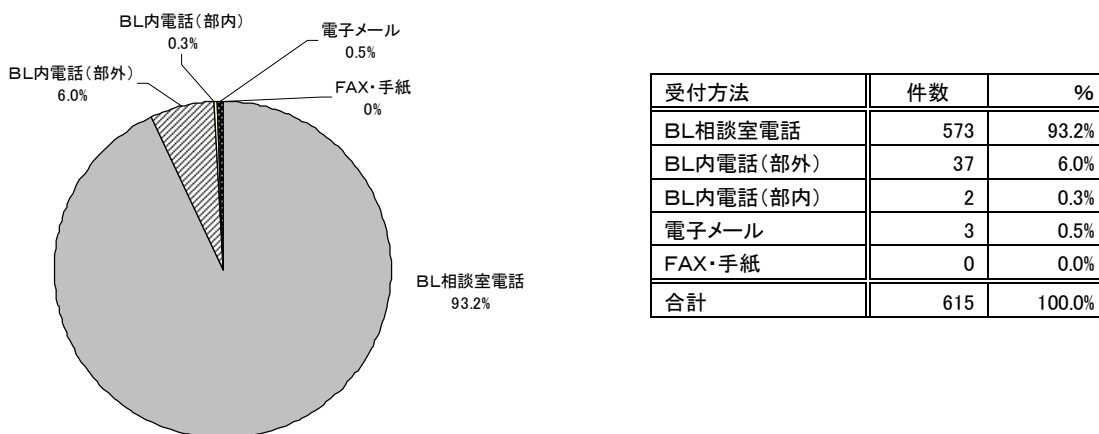 BL内電話(部内)
0.3%
電子メール
0.5%
BL内電話(部外)
6.0%
FAX・手紙
0%
BL相談室電話
93.2%
受付方法 件数 %
BL相談室電話 573 93.2%
BL内電話(部外) 37 6.0%
BL内電話(部内) 2 0.3%
電子メール 3 0.5%
FAX・手紙 0 0.0%
合計 615 100.0%